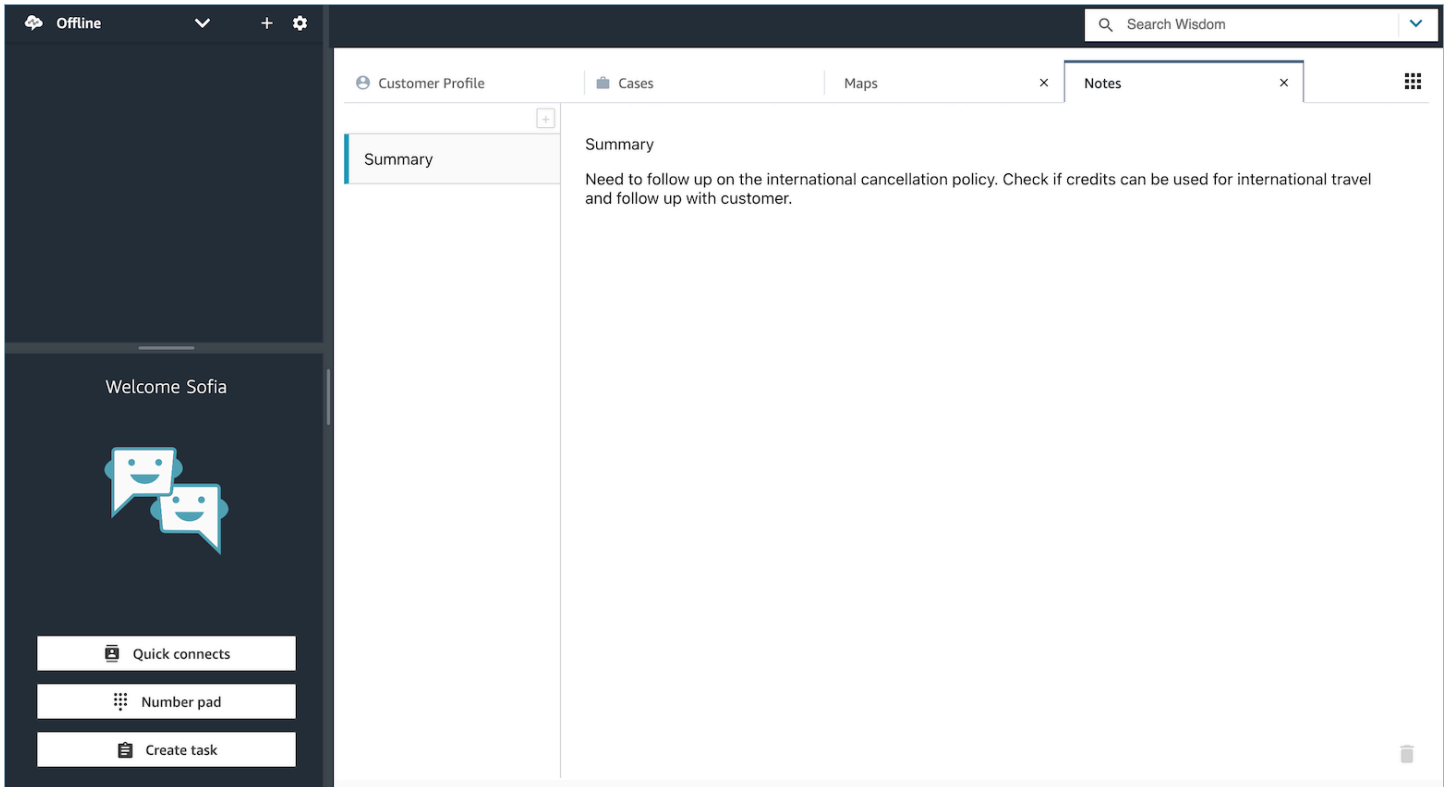 Offline
Search Wisdom
Customer Profile
Cases
Maps
Notes
Summary
Summary
Need to follow up on the international cancellation policy. Check if credits can be used for international travel
and follow up with customer.
Welcome Sofia
Quick connects
Number pad
Create task